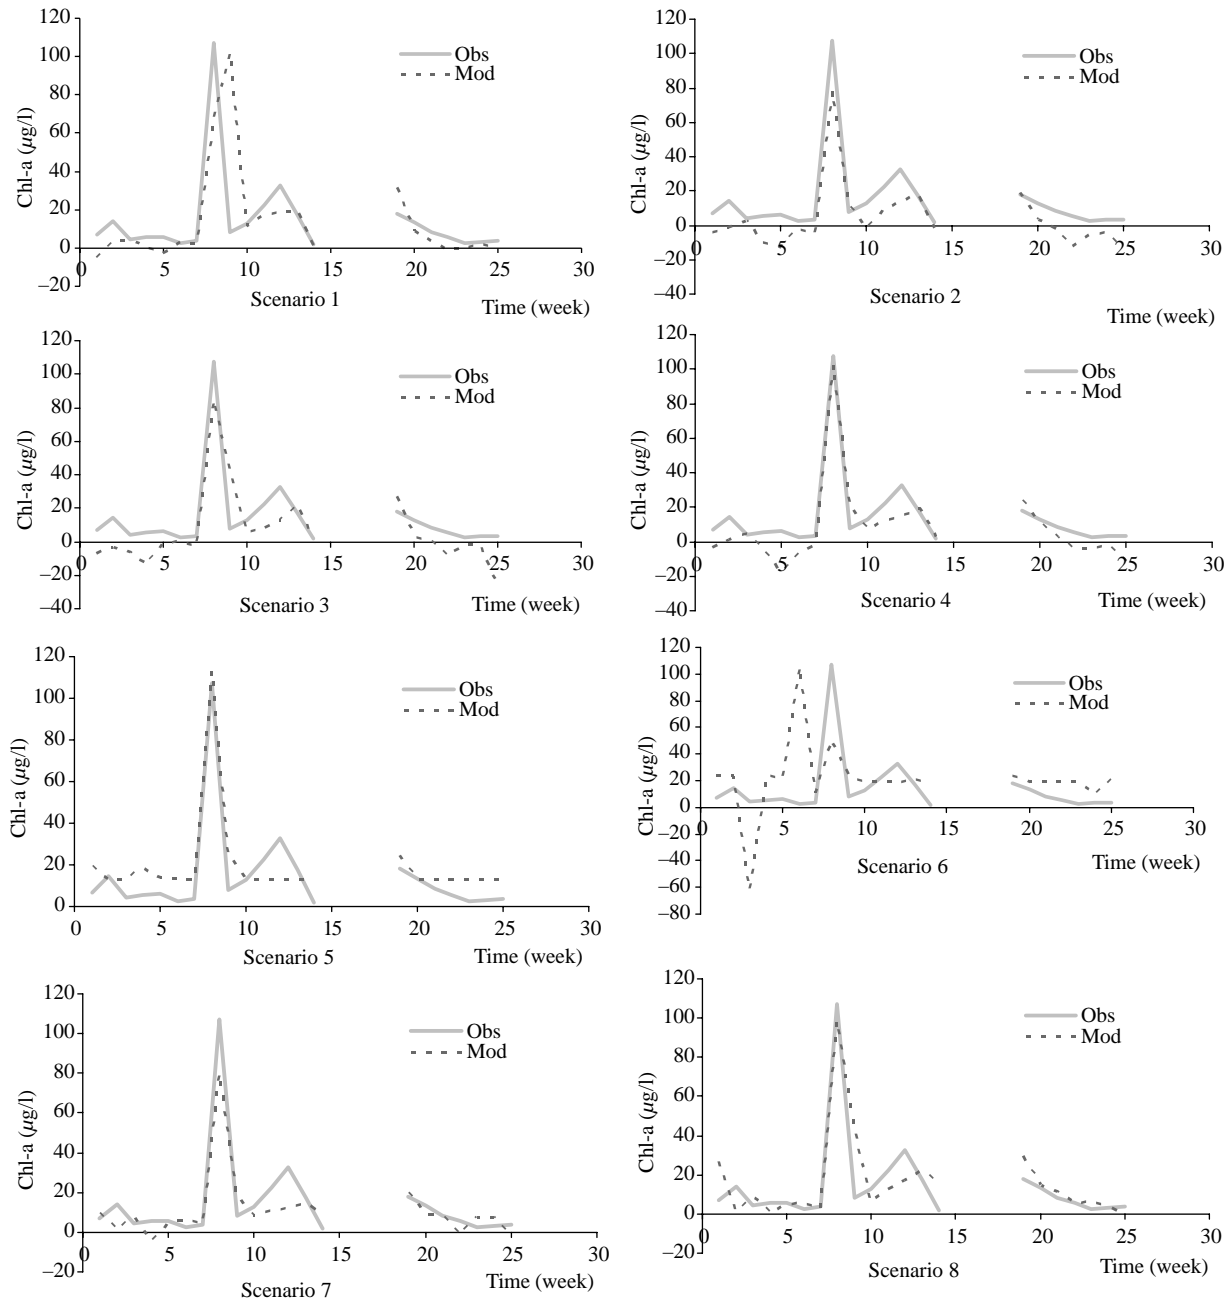 120
100
80
60
40
20
0
–20
Chl-a (µg/l)
Obs
Mod
0 5 10 15 20 25 30
Scenario 1
Time (week)
120
100
80
60
40
20
0
–20
–40
Chl-a (µg/l)
Obs
Mod
0 5 10 15 20 25 30
Scenario 2
Time (week)
120
100
80
60
40
20
0
–20
–40
Chl-a (µg/l)
Obs
Mod
0 5 10 15 20 25 30
Scenario 3
Time (week)
120
100
80
60
40
20
0
–20
–40
Chl-a (µg/l)
Obs
Mod
0 5 10 15 20 25 30
Scenario 4
Time (week)
120
100
80
60
40
20
0
Chl-a (µg/l)
Obs
Mod
0 5 10 15 20 25 30
Scenario 5
Time (week)
120
100
80
60
40
20
0
–20
–40
–60
–80
Chl-a (µg/l)
Obs
Mod
0 5 10 15 20 25 30
Scenario 6
Time (week)
120
100
80
60
40
20
0
–20
Chl-a (µg/l)
Obs
Mod
0 5 10 15 20 25 30
Scenario 7
Time (week)
120
100
80
60
40
20
0
–20
Chl-a (µg/l)
Obs
Mod
0 5 10 15 20 25 30
Scenario 8
Time (week)